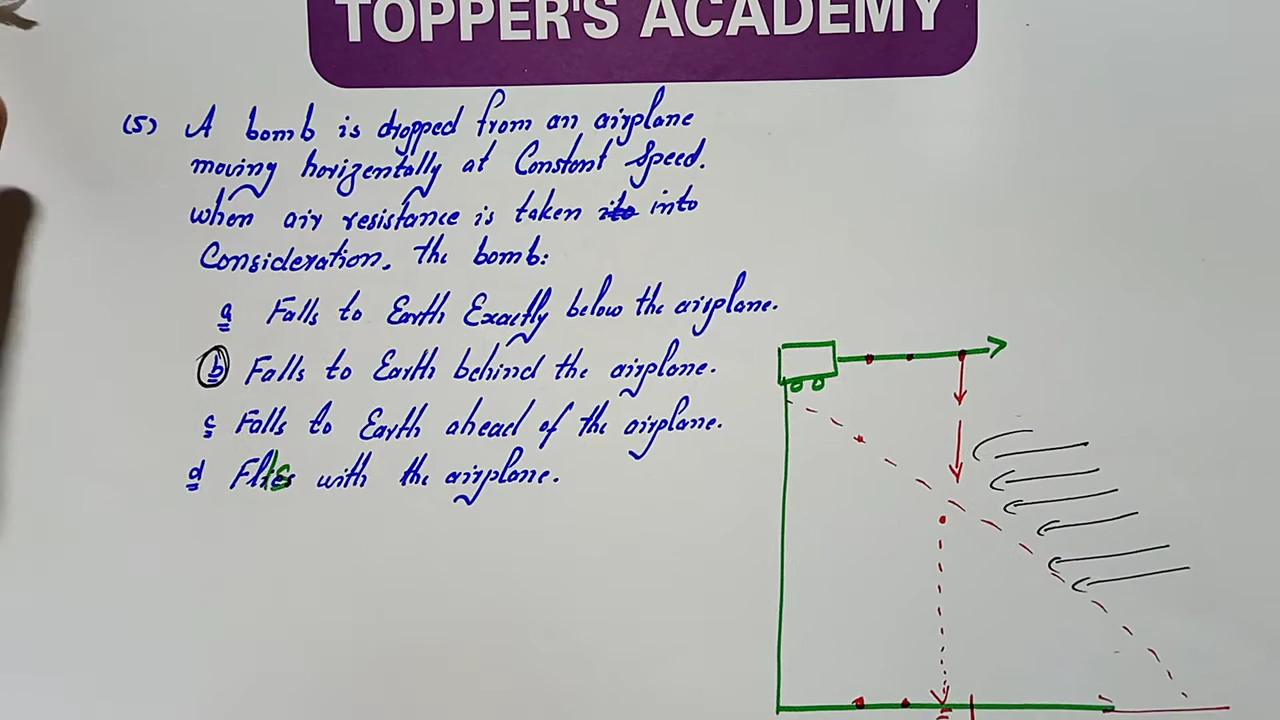 TOPPER'S ACADEMY
(5) A bomb is dropped from an airplane
moving horizentally at Constant Speed.
when air resistance is taken ito into
Consideration. the bomb:
a Falls to Earth Exactly below the airplane.
b Falls to Earth behind the airplane.
c Falls to Earth ahead of the airplane.
d Flies with the airplane.